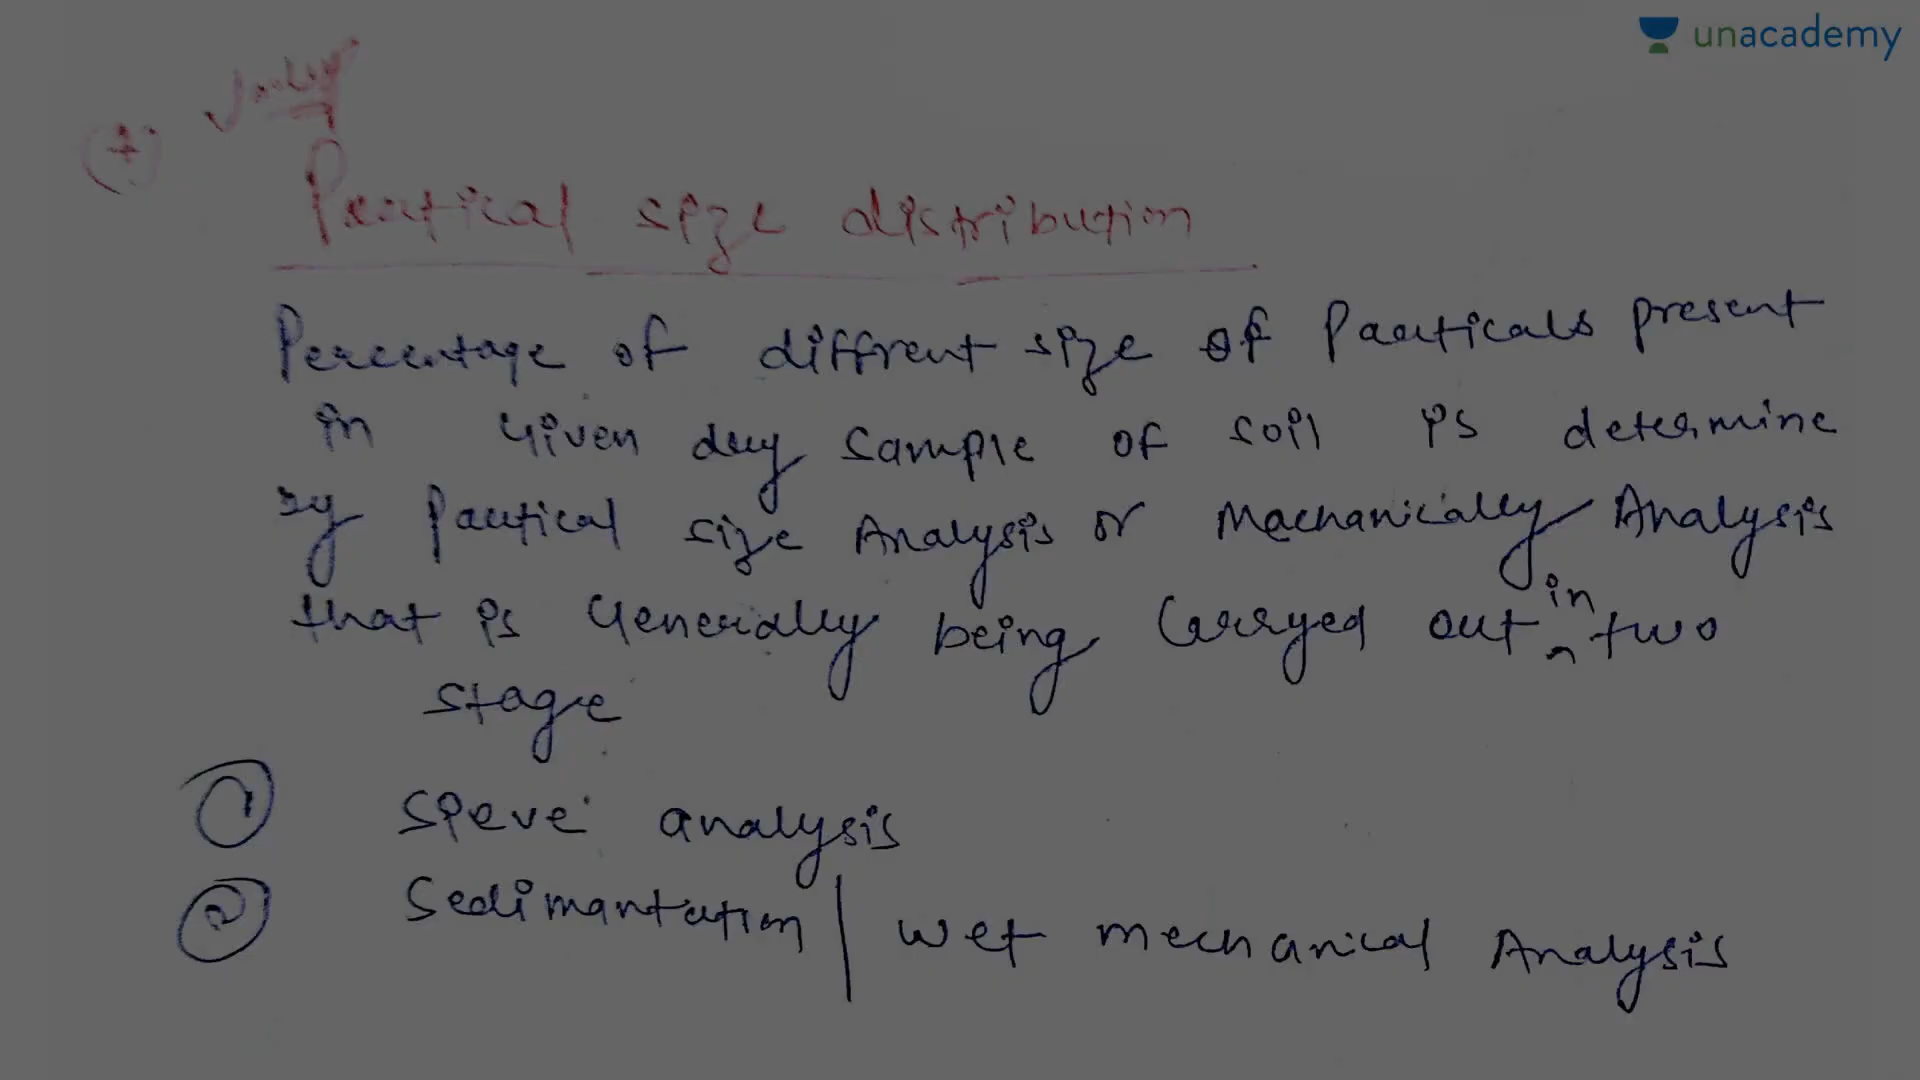 unacademy
Partical size distribution
Percentage of diffrent size of Particals present
in Given dry sample of soil is determine
by Partical size Analysis or Machanically Analysis
that is Generally being Carryed out in two
stage
1 Sieve analysis
2 Sedimantation | wet mechanical Analysis